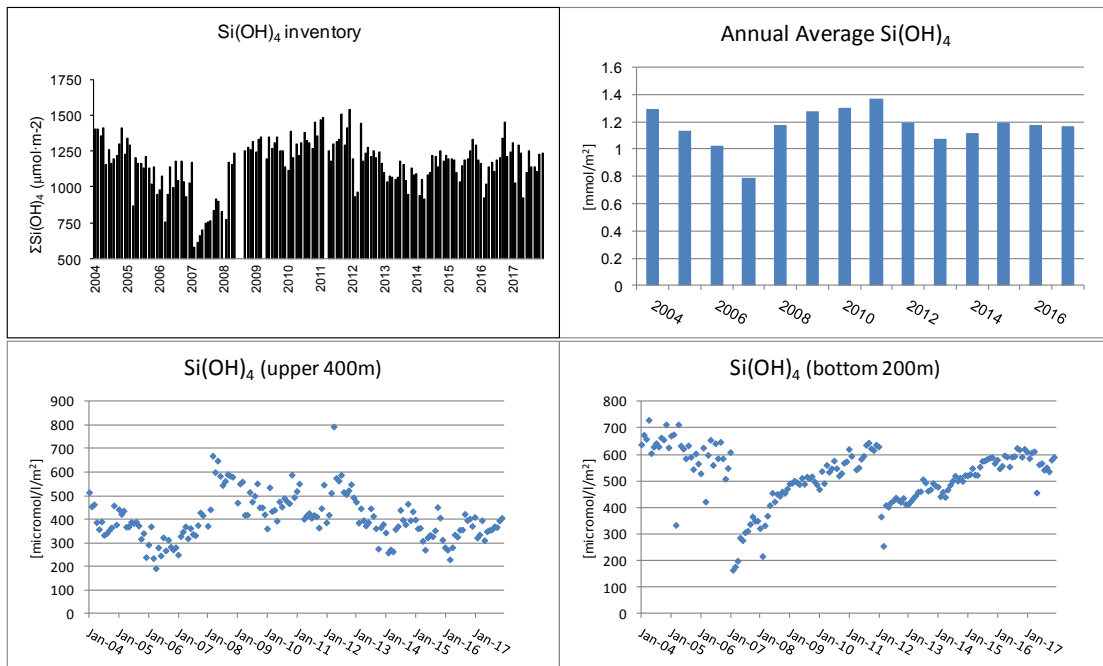 Si(OH)₄ inventory
ΣSi(OH)₄ (µmol·m-2)
1750
1500
1250
1000
750
500
2004
2005
2006
2007
2008
2009
2010
2011
2012
2013
2014
2015
2016
2017
Annual Average Si(OH)₄
[mmol/m²]
1.6
1.4
1.2
1
0.8
0.6
0.4
0.2
0
2004
2006
2008
2010
2012
2014
2016
Si(OH)₄ (upper 400m)
[micromol/l/m²]
900
800
700
600
500
400
300
200
100
0
Jan-04
Jan-05
Jan-06
Jan-07
Jan-08
Jan-09
Jan-10
Jan-11
Jan-12
Jan-13
Jan-14
Jan-15
Jan-16
Jan-17
Si(OH)₄ (bottom 200m)
[micromol/l/m²]
800
700
600
500
400
300
200
100
0
Jan-04
Jan-05
Jan-06
Jan-07
Jan-08
Jan-09
Jan-10
Jan-11
Jan-12
Jan-13
Jan-14
Jan-15
Jan-16
Jan-17